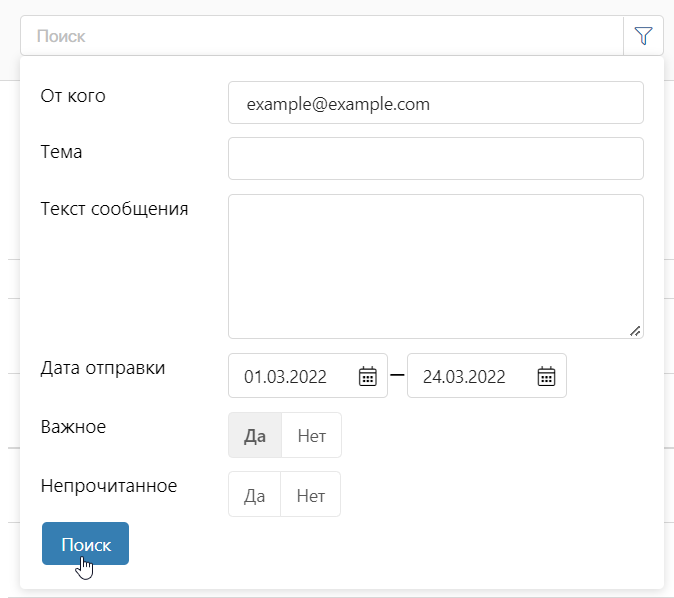 Поиск
От кого
example@example.com
Тема
Текст сообщения
Дата отправки
01.03.2022 – 24.03.2022
Важное
Да Нет
Непрочитанное
Да Нет
Поиск